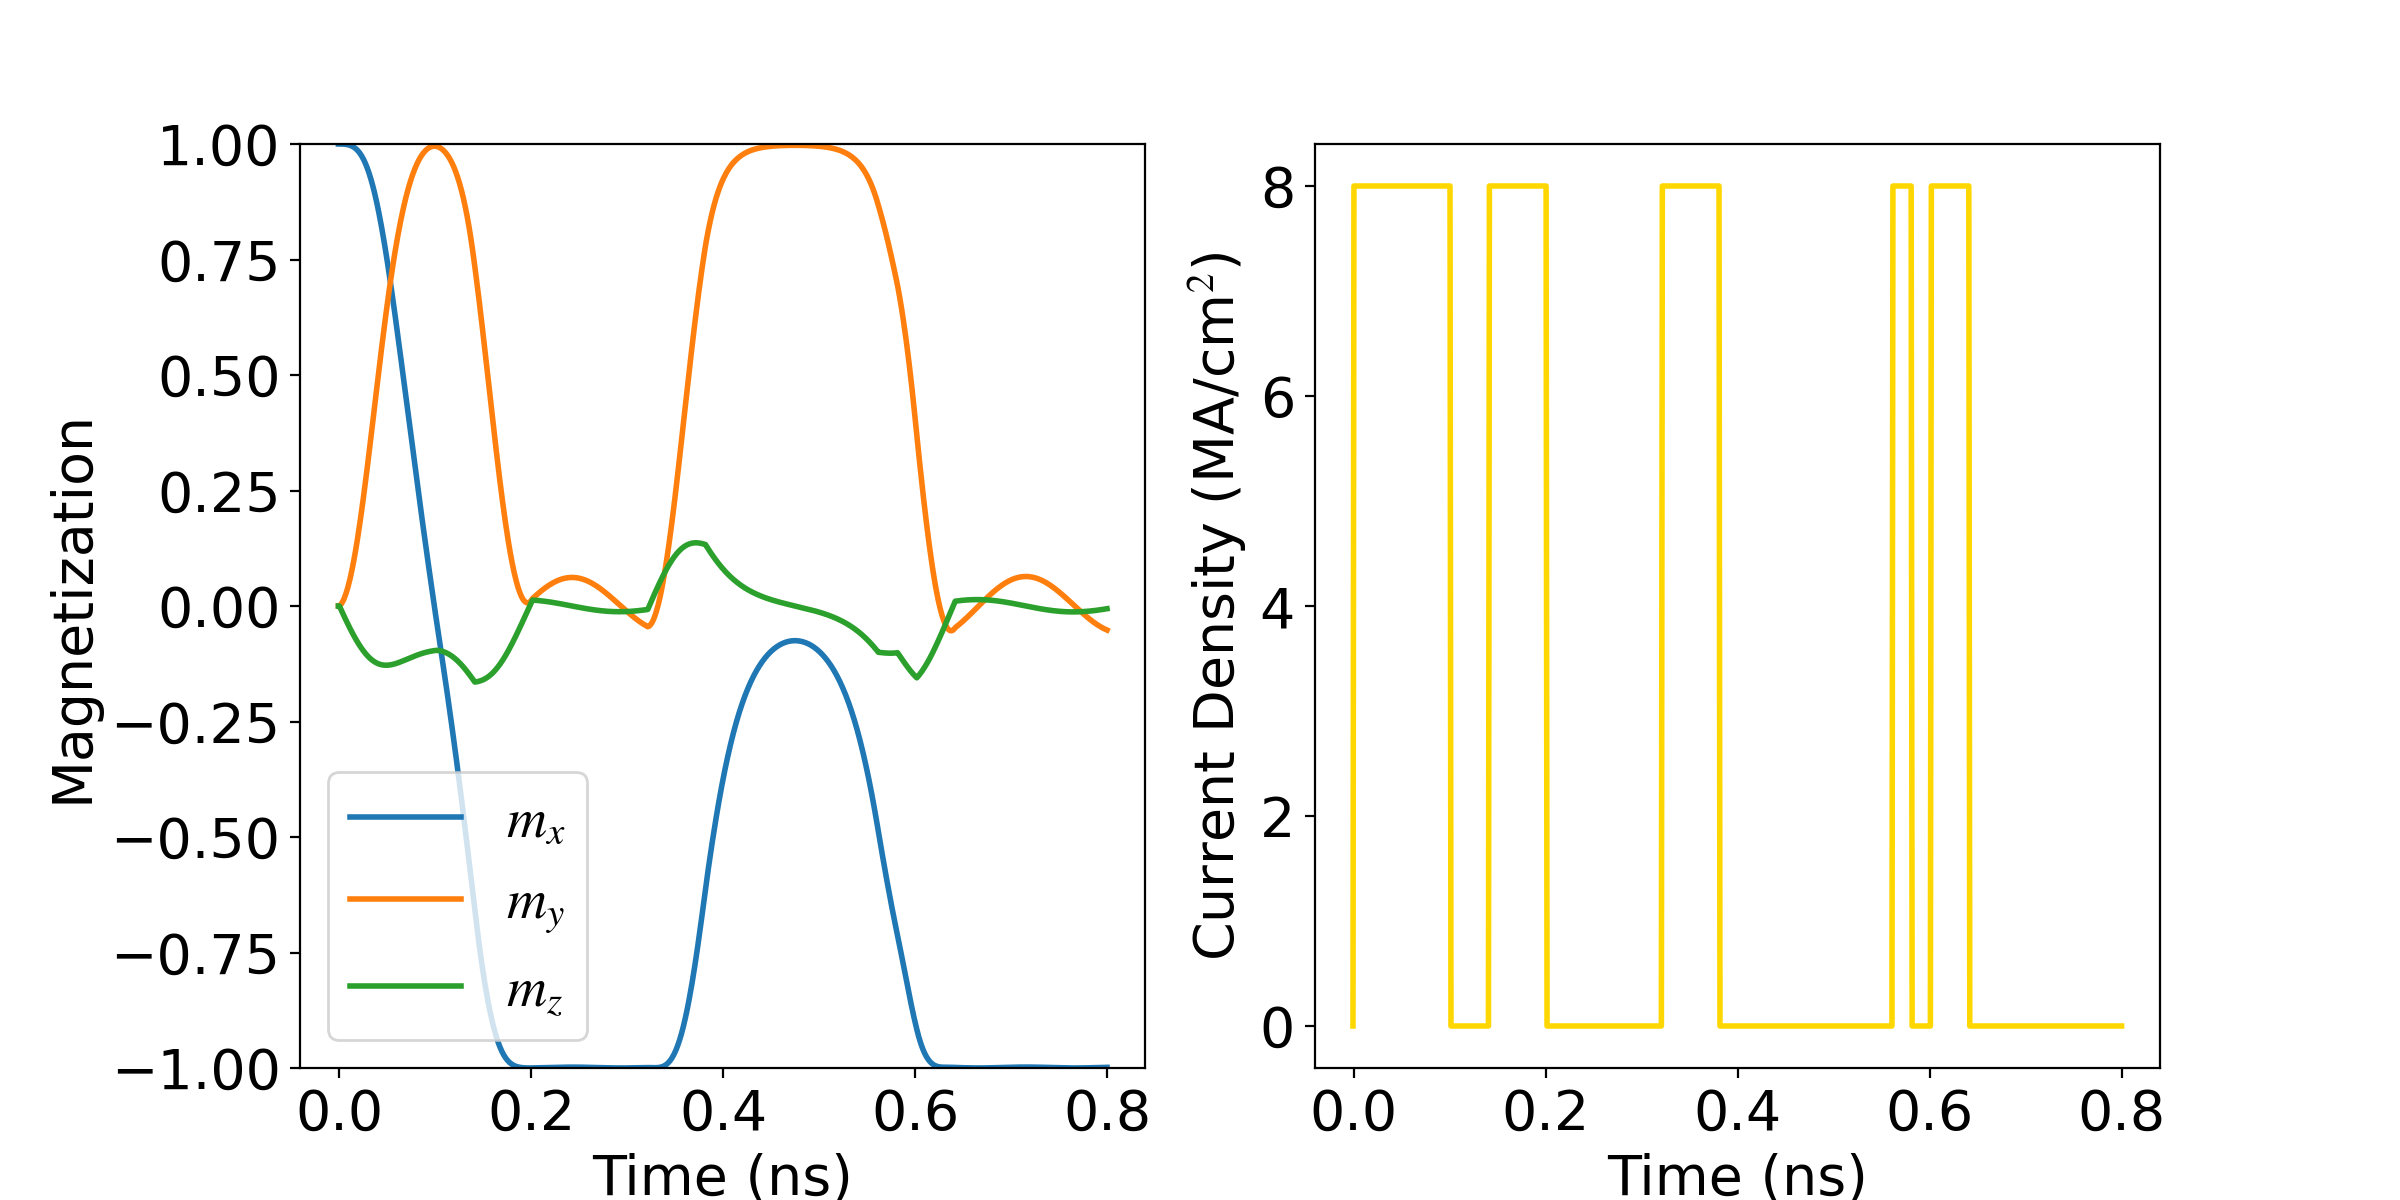 1.00
0.75
0.50
0.25
0.00
−0.25
−0.50
−0.75
−1.00
Magnetization
m_x
m_y
m_z
0.0 0.2 0.4 0.6 0.8
Time (ns)
8
6
4
2
0
Current Density (MA/cm²)
0.0 0.2 0.4 0.6 0.8
Time (ns)